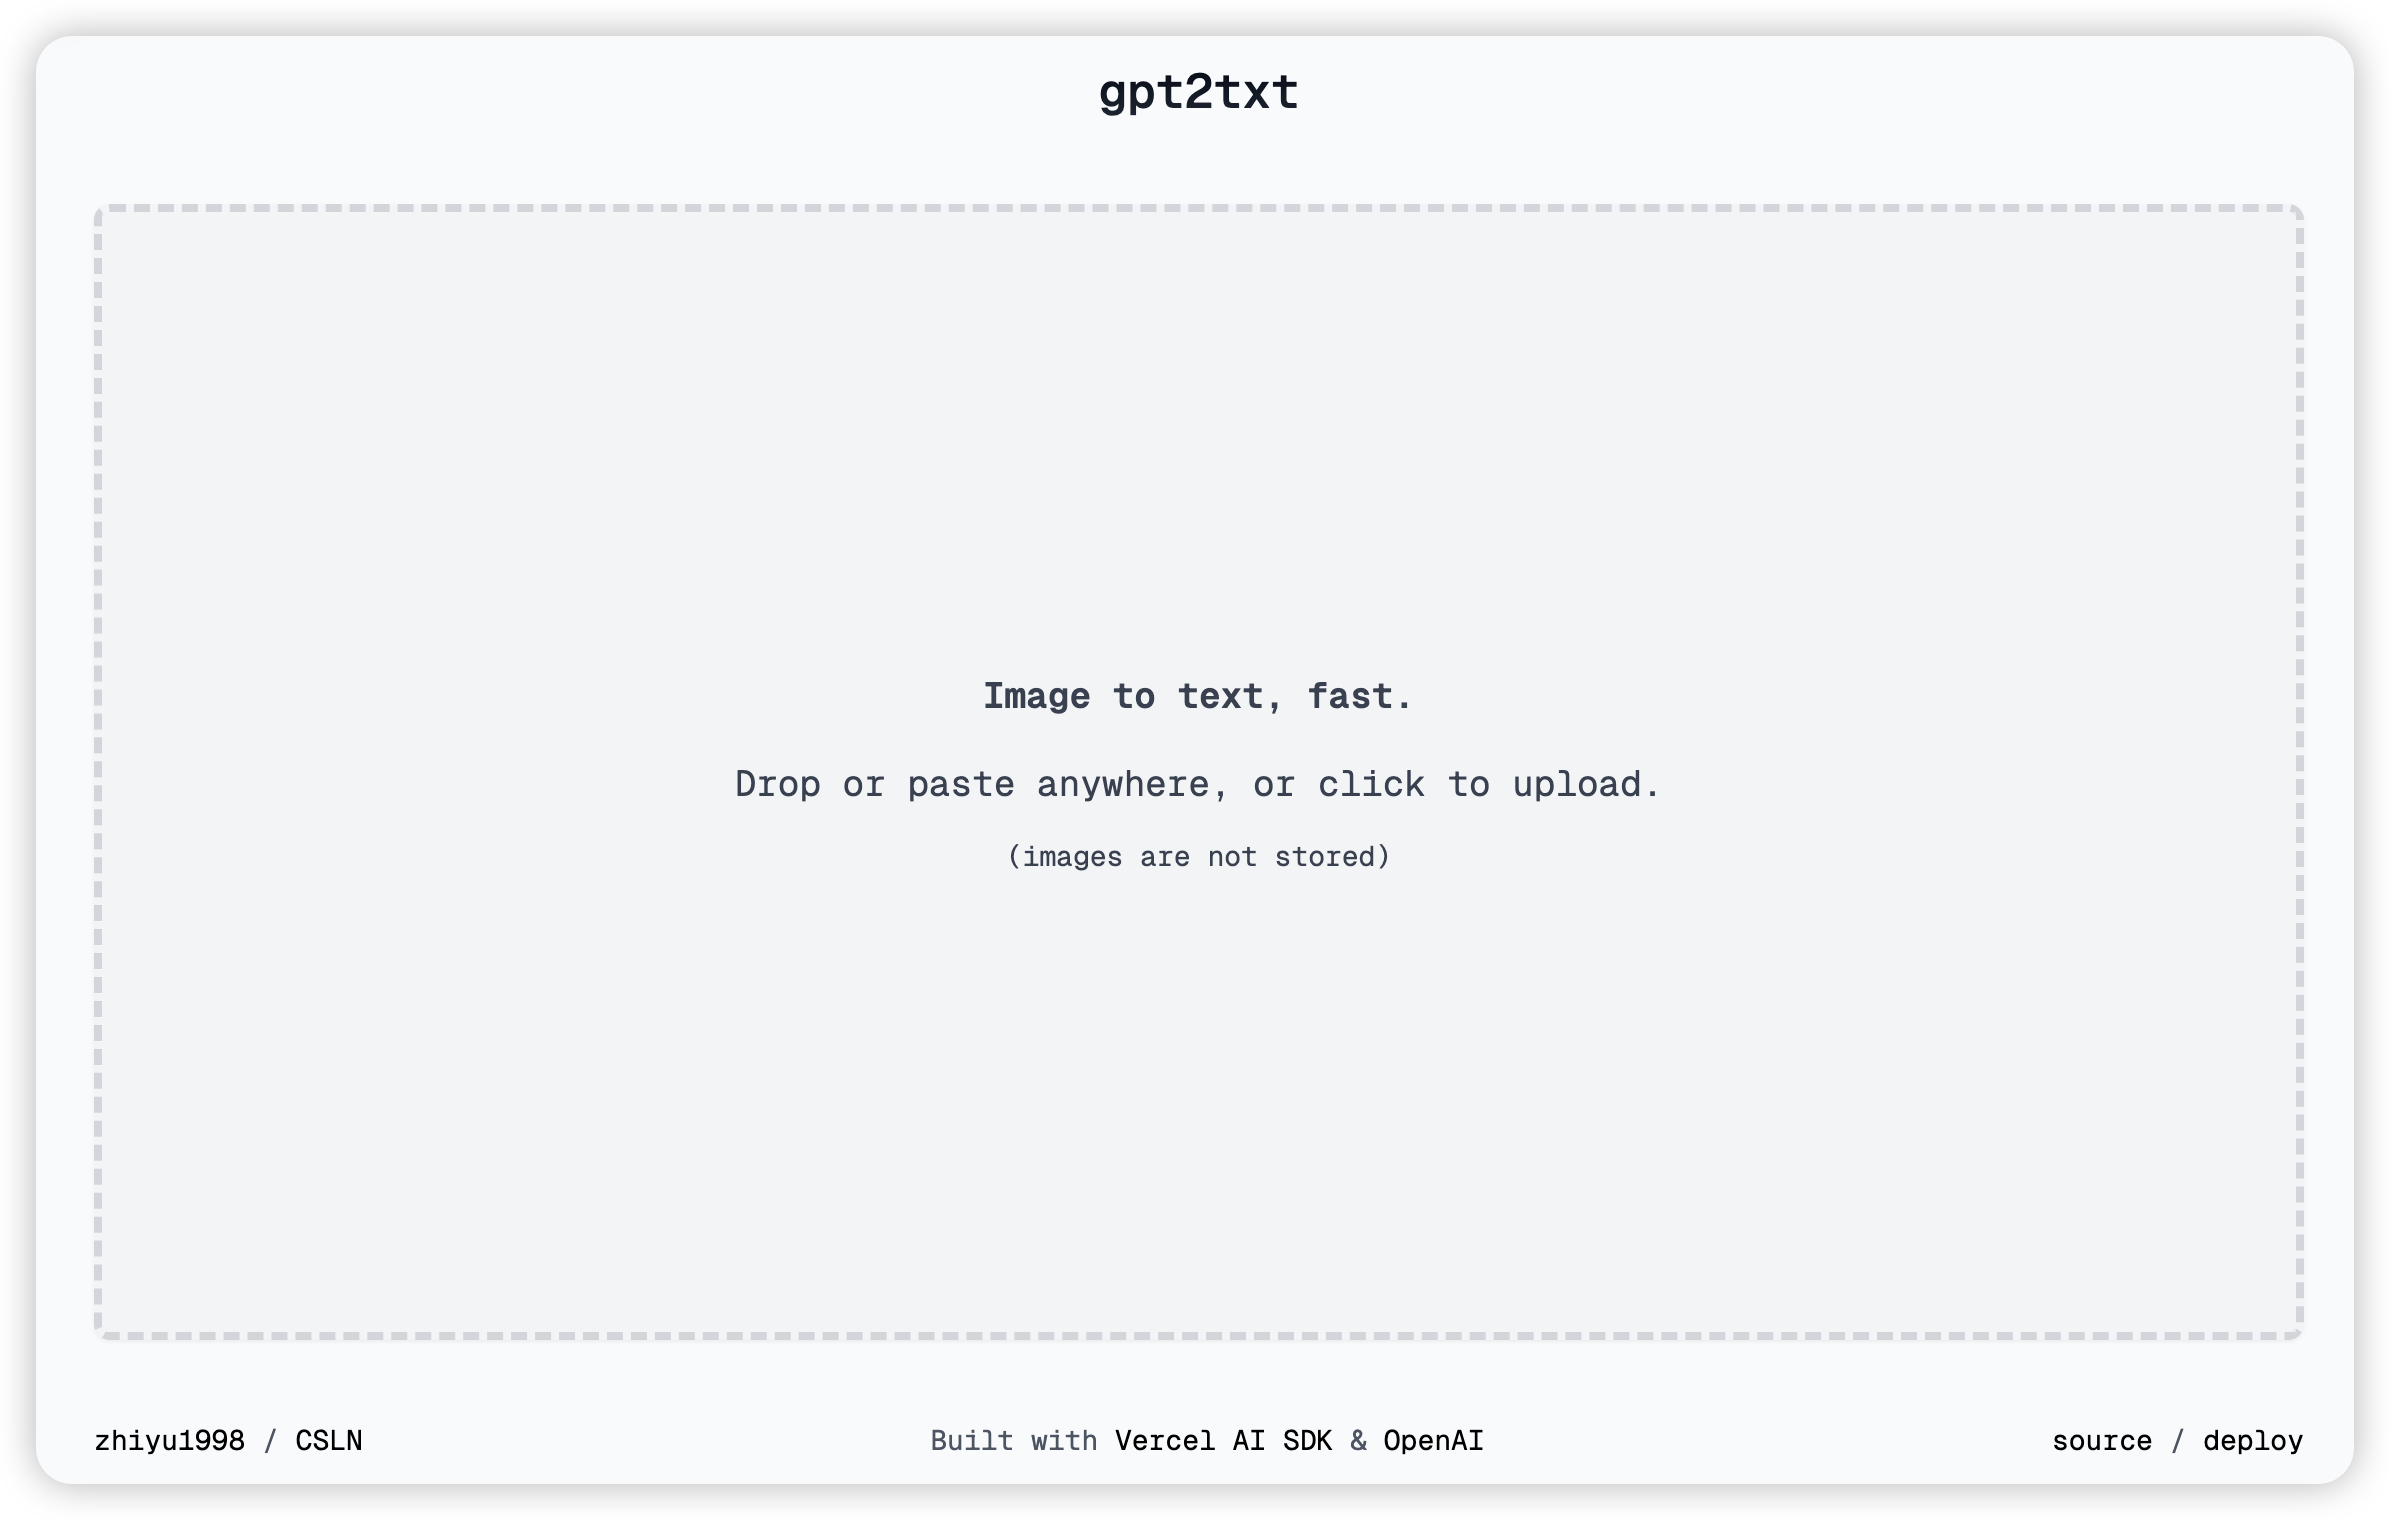 gpt2txt
Image to text, fast.
Drop or paste anywhere, or click to upload.
(images are not stored)
zhiyu1998 / CSLN
Built with Vercel AI SDK & OpenAI
source / deploy